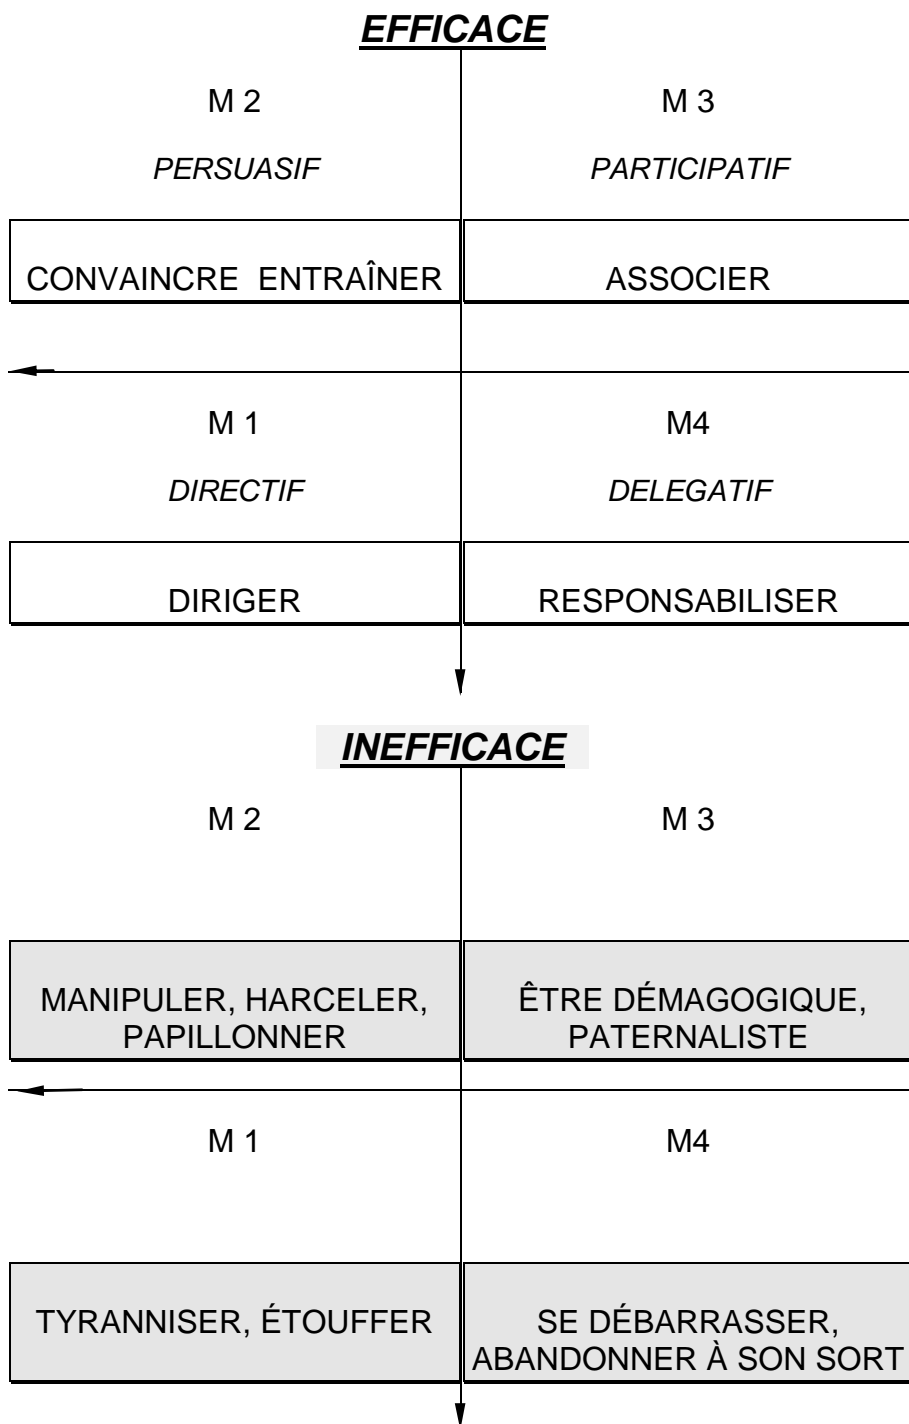 EFFICACE
M 2
M 3
PERSUASIF
PARTICIPATIF
CONVAINCRE ENTRAÎNER
ASSOCIER
M 1
M4
DIRECTIF
DELEGATIF
DIRIGER
RESPONSABILISER
INEFFICACE
M 2
M 3
MANIPULER, HARCELER,
PAPILLONNER
ÊTRE DÉMAGOGIQUE,
PATERNALISTE
M 1
M4
TYRANNISER, ÉTOUFFER
SE DÉBARRASSER,
ABANDONNER À SON SORT